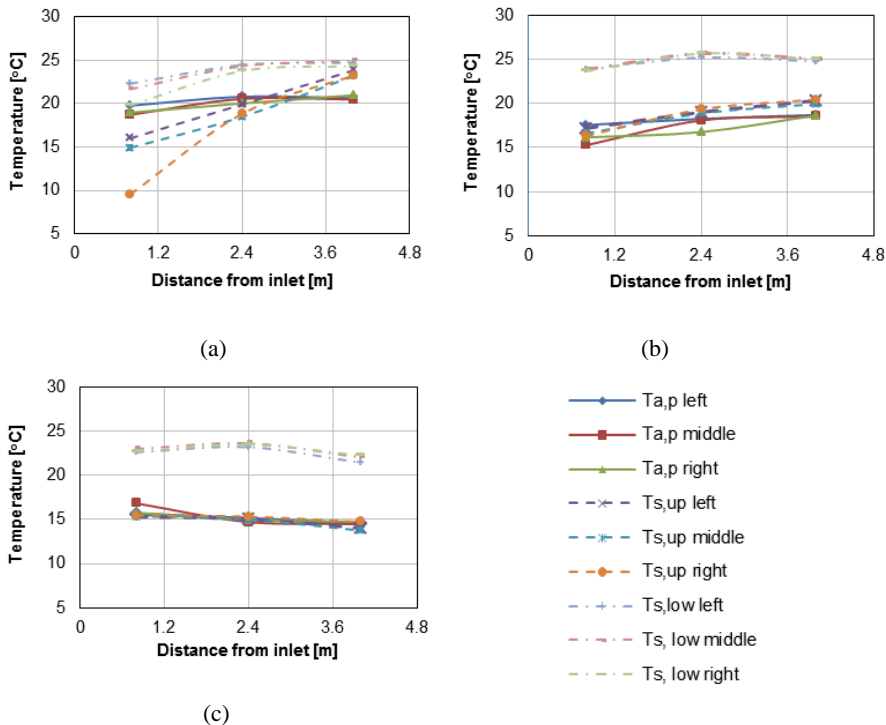 30
25
20
15
10
5
0
1.2
2.4
3.6
4.8
Temperature [°C]
Distance from inlet [m]
(a)
30
25
20
15
10
5
0
1.2
2.4
3.6
4.8
Temperature [°C]
Distance from inlet [m]
(b)
30
25
20
15
10
5
0
1.2
2.4
3.6
4.8
Temperature [°C]
Distance from inlet [m]
(c)
Ta,p left
Ta,p middle
Ta,p right
Ts,up left
Ts,up middle
Ts,up right
Ts,low left
Ts, low middle
Ts, low right